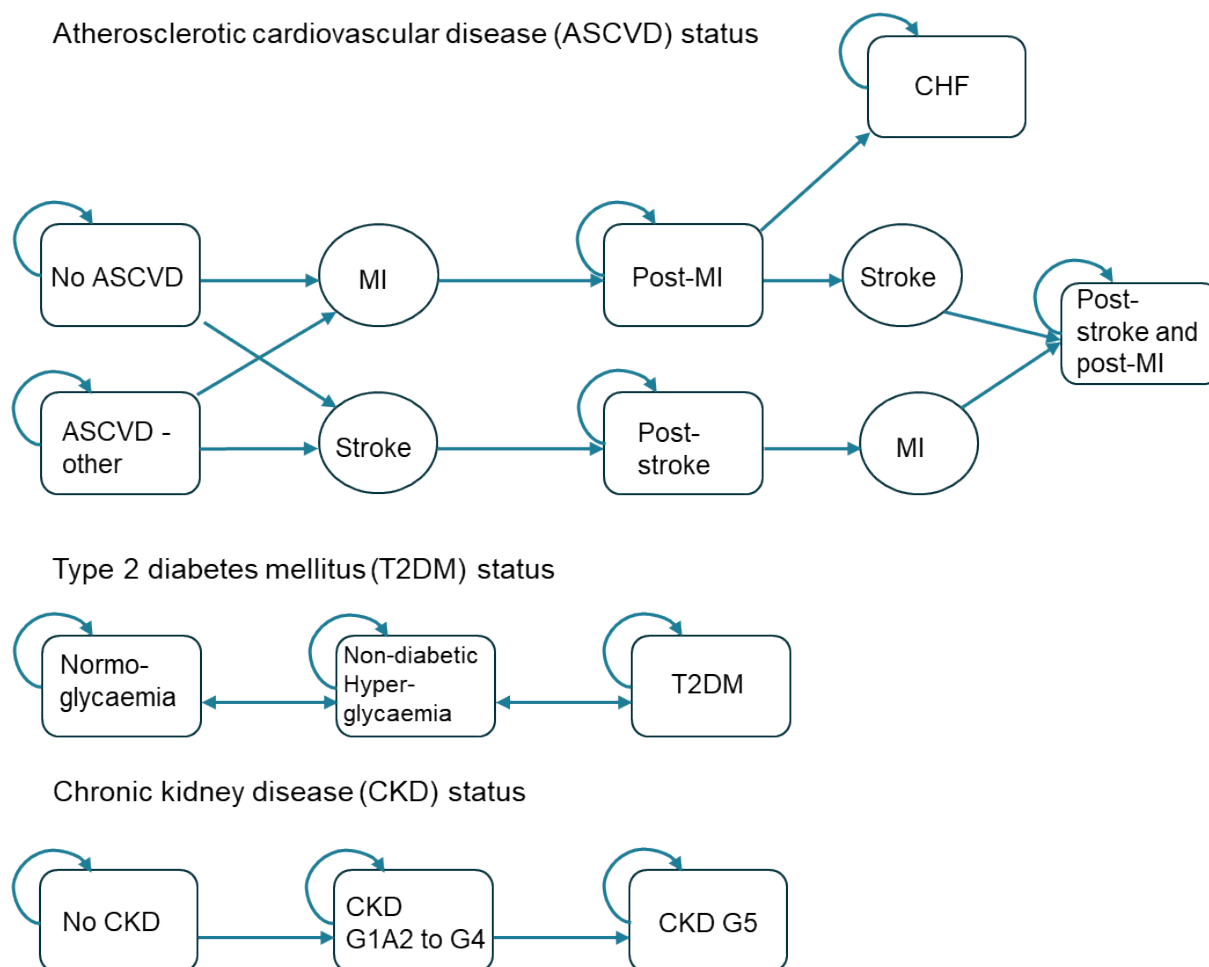 Atherosclerotic cardiovascular disease (ASCVD) status
CHF
No ASCVD
MI
Post-MI
Stroke
Post-
stroke and
post-MI
ASCVD -
other
Stroke
Post-
stroke
MI
Type 2 diabetes mellitus (T2DM) status
Normo-
glycaemia
Non-diabetic
Hyper-
glycaemia
T2DM
Chronic kidney disease (CKD) status
No CKD
CKD
G1A2 to G4
CKD G5